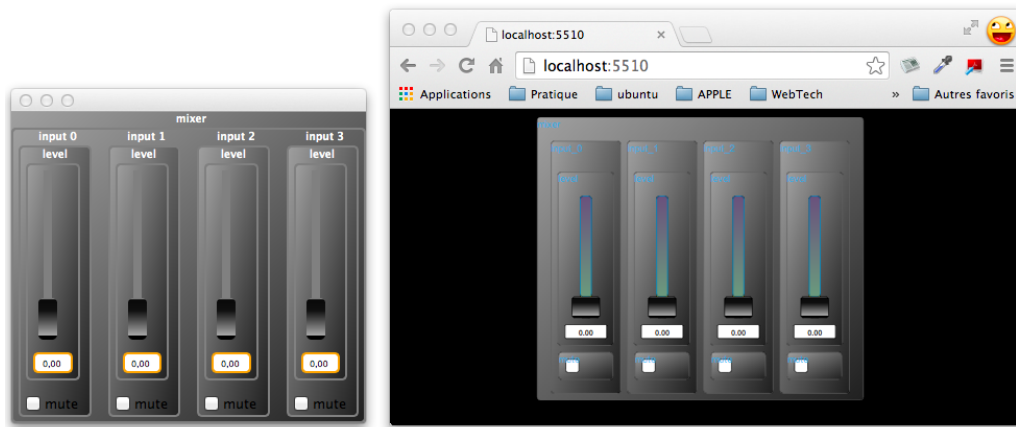 mixer
input 0 input 1 input 2 input 3
level level level level
0,00 0,00 0,00 0,00
mute mute mute mute
localhost:5510
localhost:5510
Applications Pratique ubuntu APPLE WebTech » Autres favoris
0.00 0.00 0.00 0.00